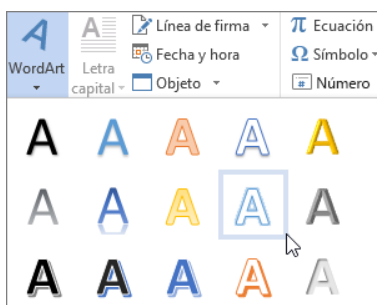 WordArt
Letra
capital
Línea de firma
Fecha y hora
Objeto
π Ecuación
Ω Símbolo
# Número
A A A A A
A A A A A
A A A A A